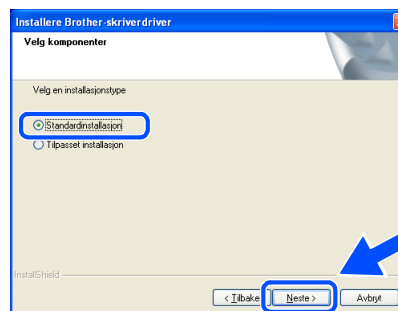 Installere Brother-skriverdriver
Velg komponenter
Velg en installasjonstype
Standardinstallasjon
Tilpasset installasjon
InstallShield
< Tilbake Neste > Avbryt